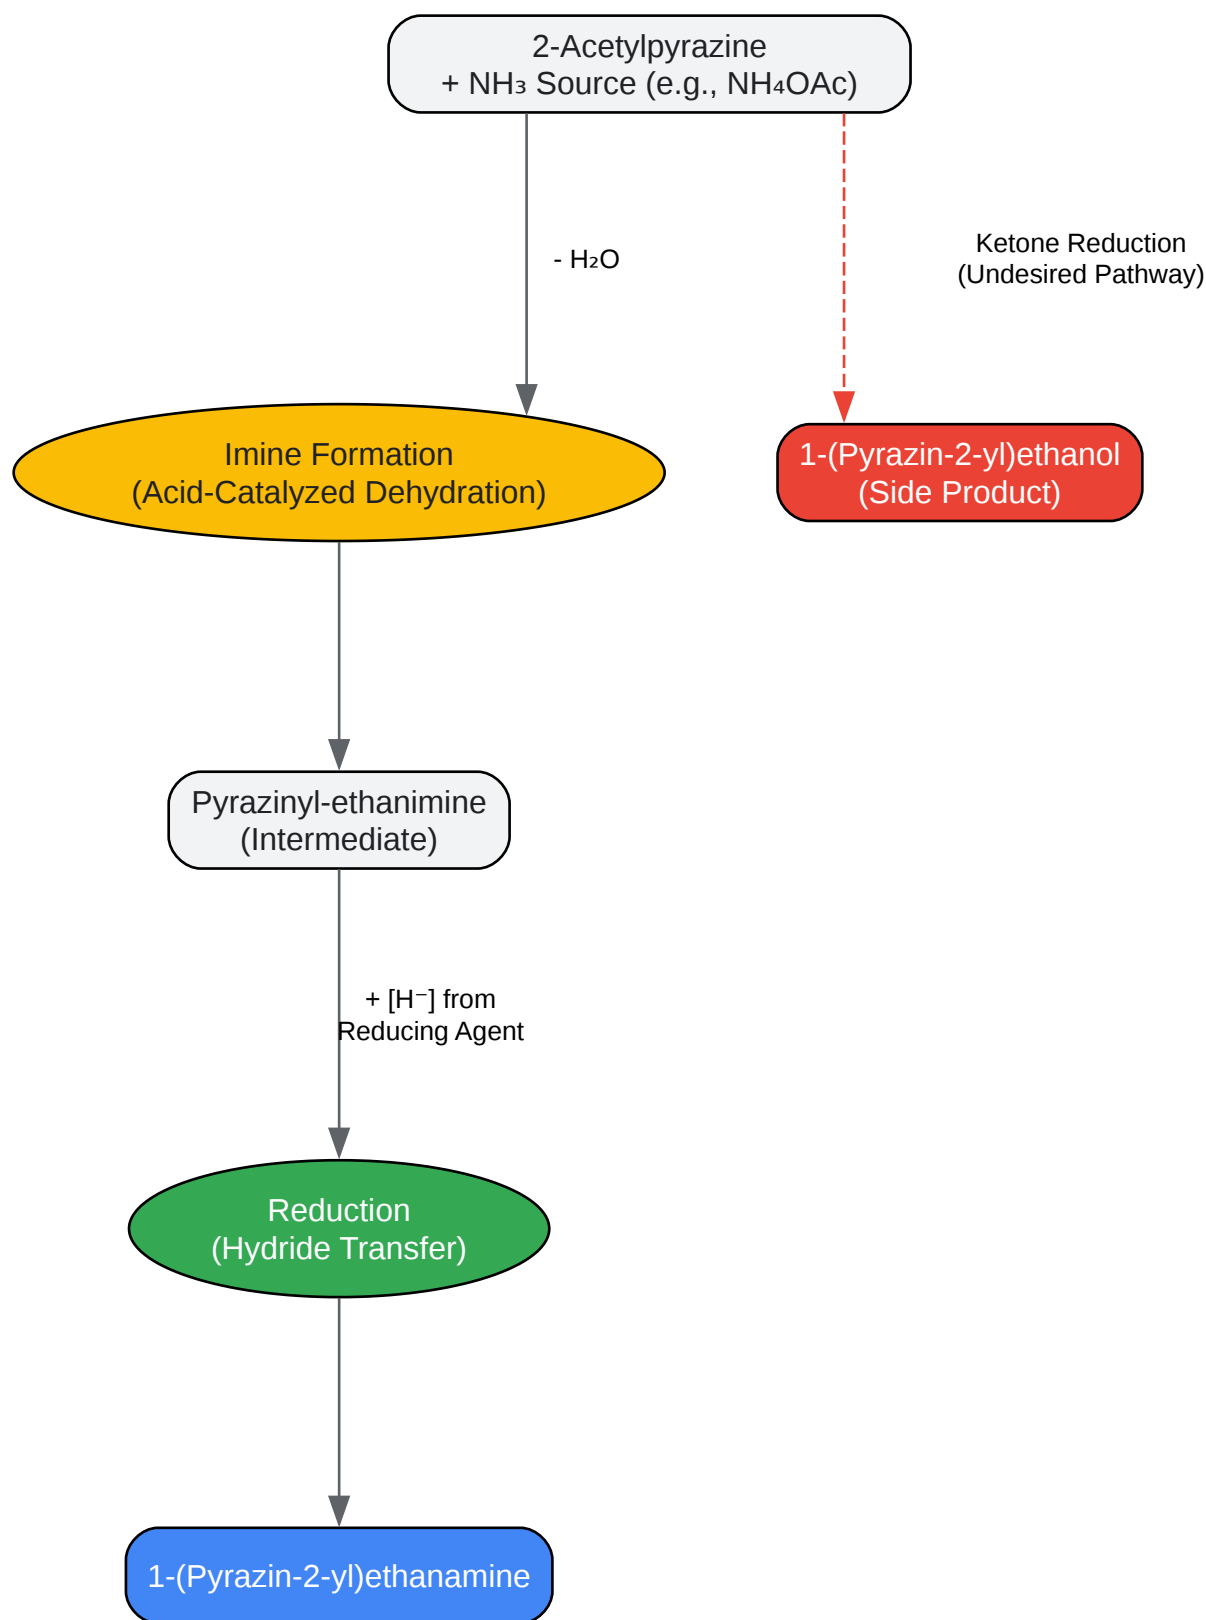 2-Acetylpyrazine
+ NH₃ Source (e.g., NH₄OAc)
- H₂O
Ketone Reduction
(Undesired Pathway)
Imine Formation
(Acid-Catalyzed Dehydration)
1-(Pyrazin-2-yl)ethanol
(Side Product)
Pyrazinyl-ethanimine
(Intermediate)
+ [H⁻] from
Reducing Agent
Reduction
(Hydride Transfer)
1-(Pyrazin-2-yl)ethanamine